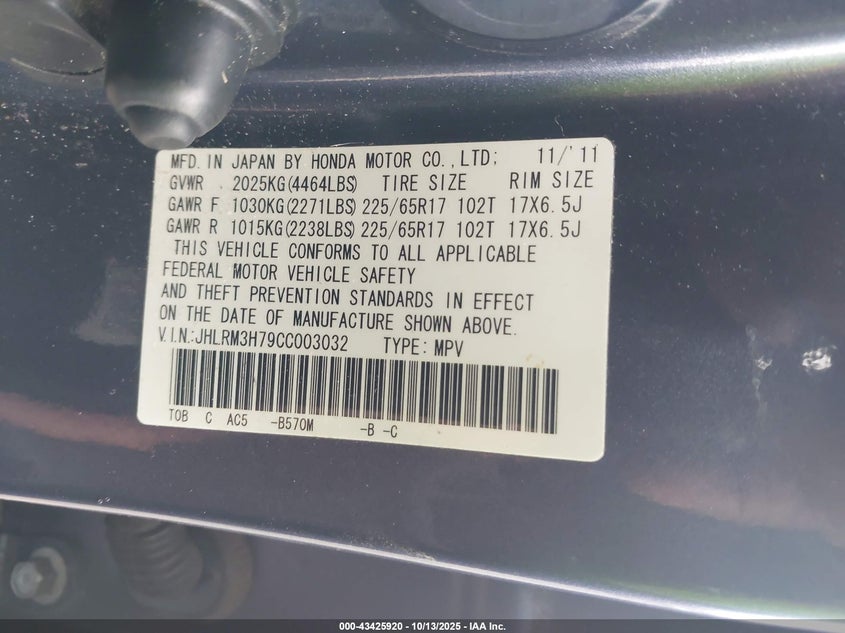 MFD. IN JAPAN BY HONDA MOTOR CO., LTD; 11/'11
GVWR 2025KG(4464LBS) TIRE SIZE RIM SIZE
GAWR F 1030KG(2271LBS) 225/65R17 102T 17X6.5J
GAWR R 1015KG(2238LBS) 225/65R17 102T 17X6.5J
THIS VEHICLE CONFORMS TO ALL APPLICABLE
FEDERAL MOTOR VEHICLE SAFETY
AND THEFT PREVENTION STANDARDS IN EFFECT
ON THE DATE OF MANUFACTURE SHOWN ABOVE.
V.I.N.:JHLRM3H79CC003032 TYPE: MPV
TOB C AC5 -B570M -B -C
000-43425920 - 10/13/2025 - IAA Inc.